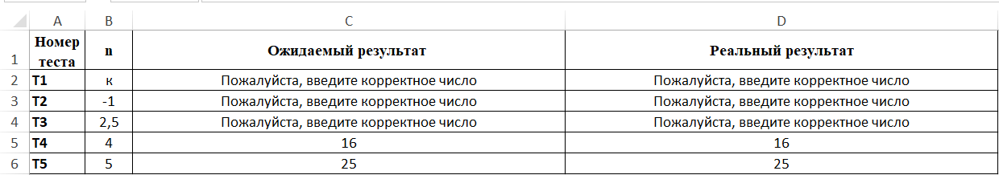 A B C D
1 Номер теста n Ожидаемый результат Реальный результат
2 T1 к Пожалуйста, введите корректное число Пожалуйста, введите корректное число
3 T2 -1 Пожалуйста, введите корректное число Пожалуйста, введите корректное число
4 T3 2,5 Пожалуйста, введите корректное число Пожалуйста, введите корректное число
5 T4 4 16 16
6 T5 5 25 25